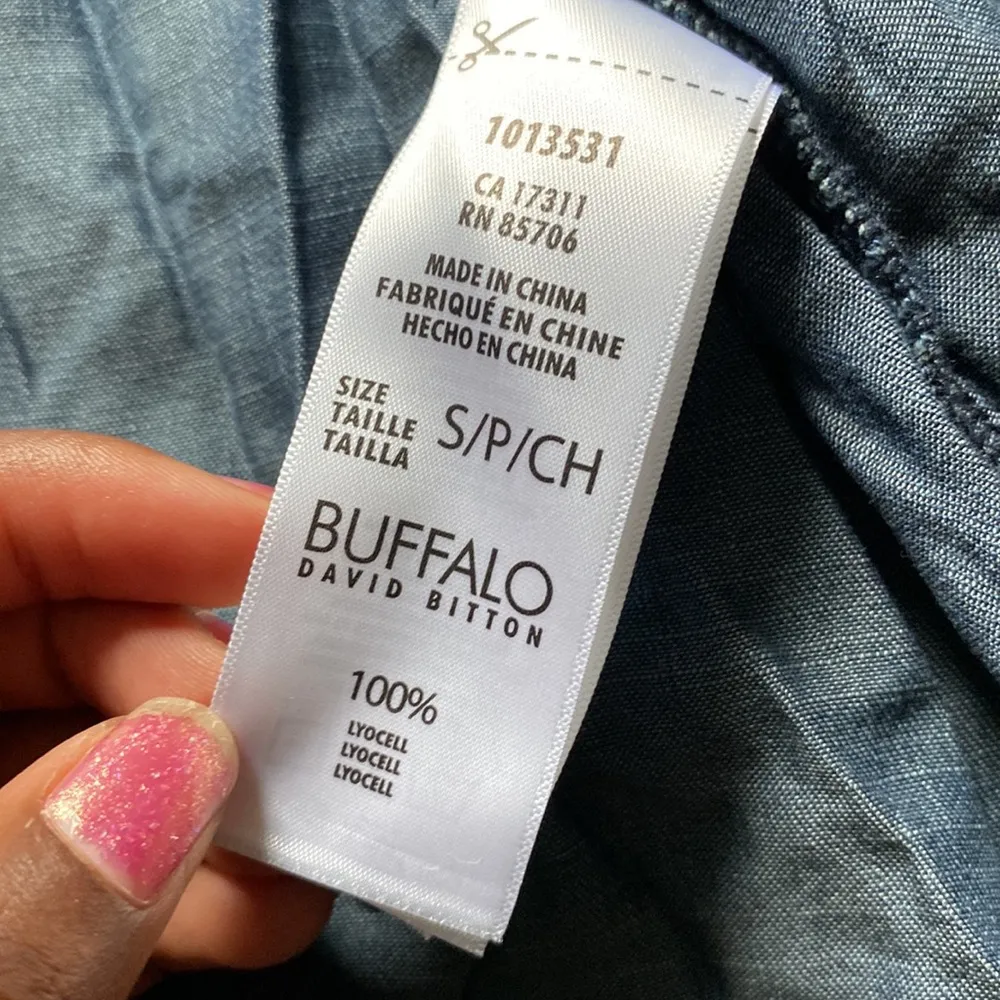 1013531
CA 17311
RN 85706
MADE IN CHINA
FABRIQUÉ EN CHINE
HECHO EN CHINA
SIZE
TAILLE
TAILLA
S/P/CH
BUFFALO
DAVID BITTON
100%
LYOCELL
LYOCELL
LYOCELL